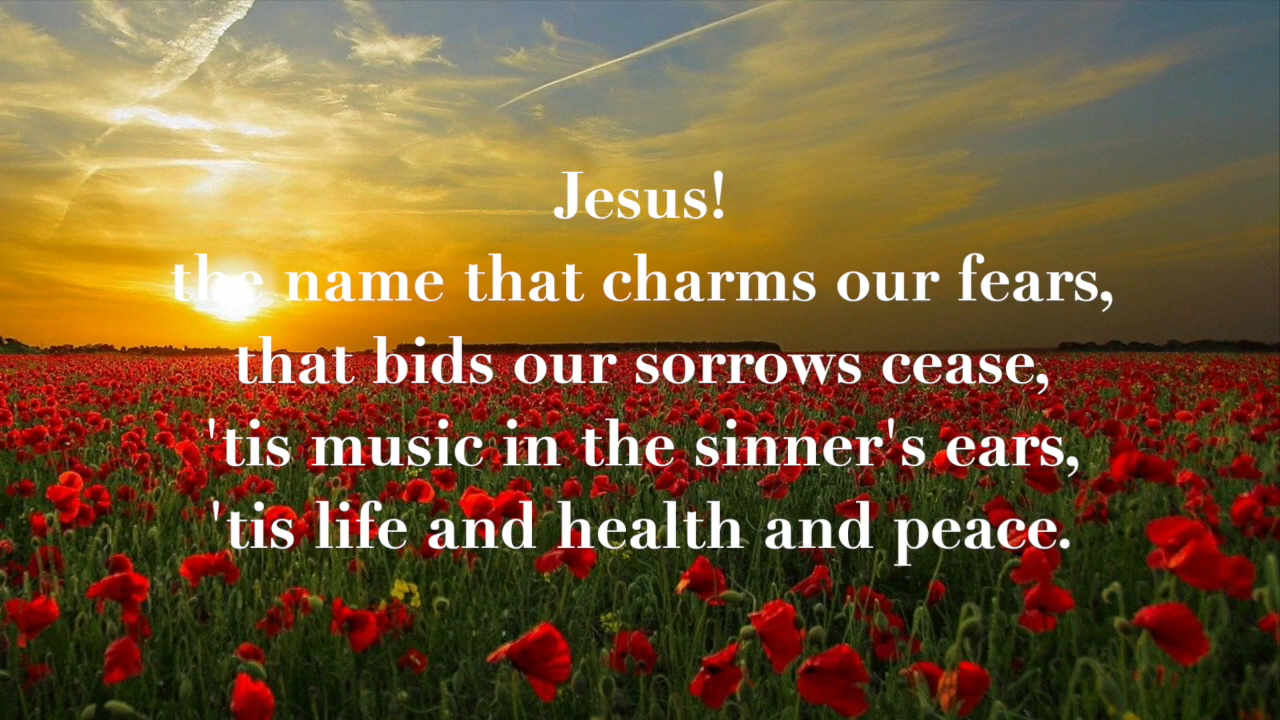 Jesus!
the name that charms our fears,
that bids our sorrows cease,
'tis music in the sinner's ears,
'tis life and health and peace.